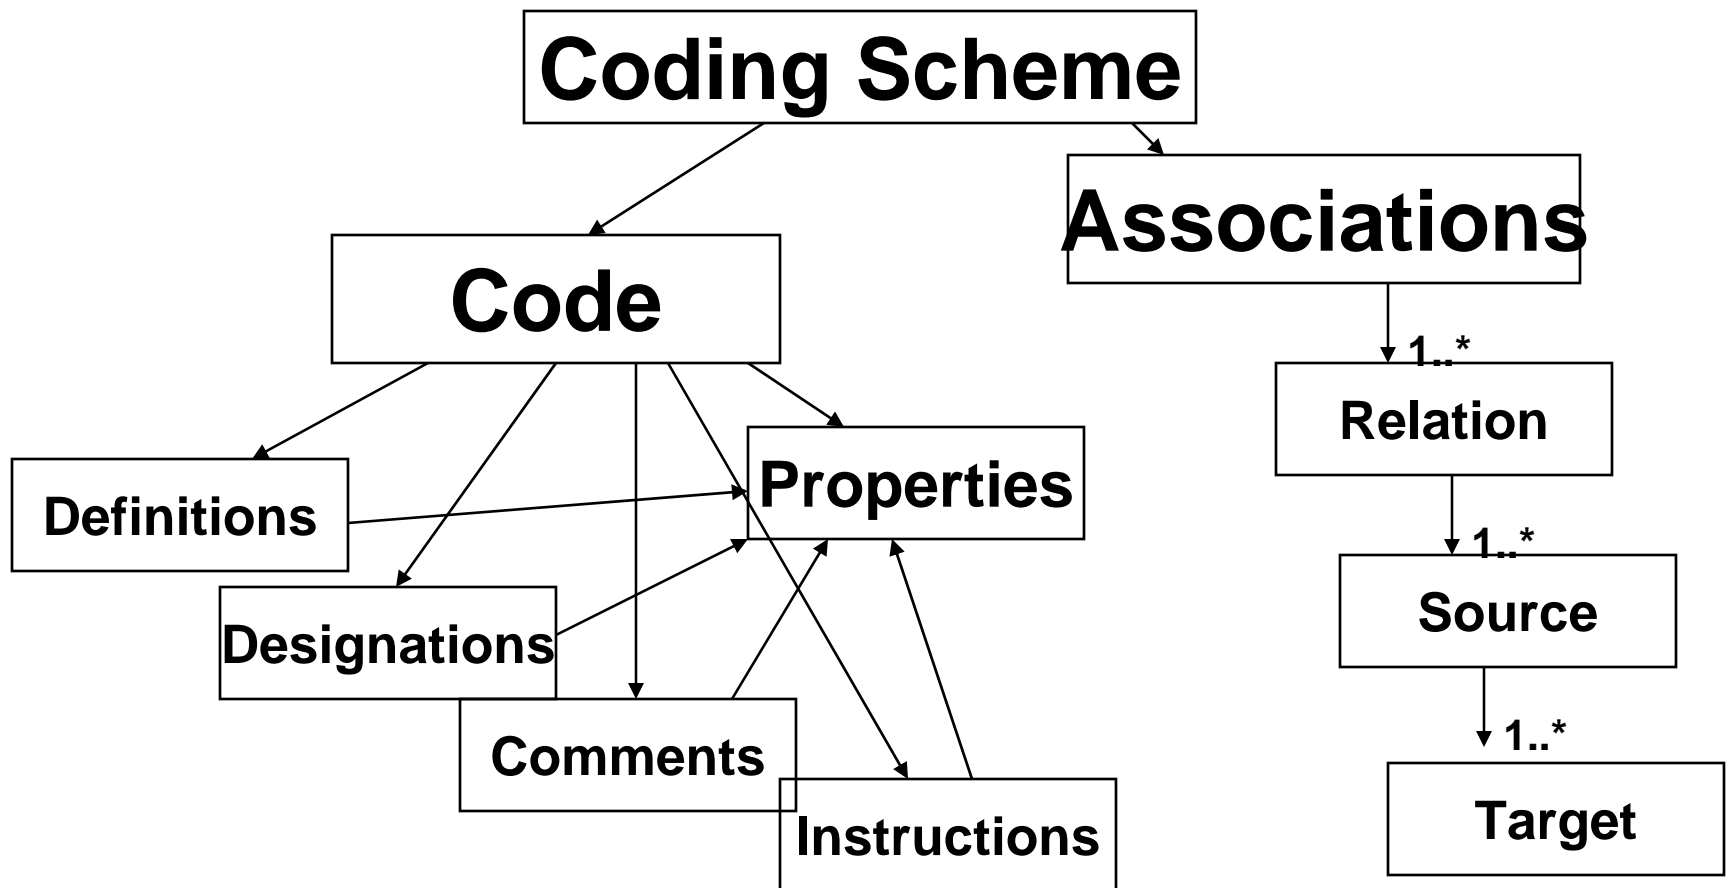 Coding Scheme
Associations
Code
1..*
Relation
Properties
Definitions
1..*
Source
Designations
1..*
Comments
Target
Instructions